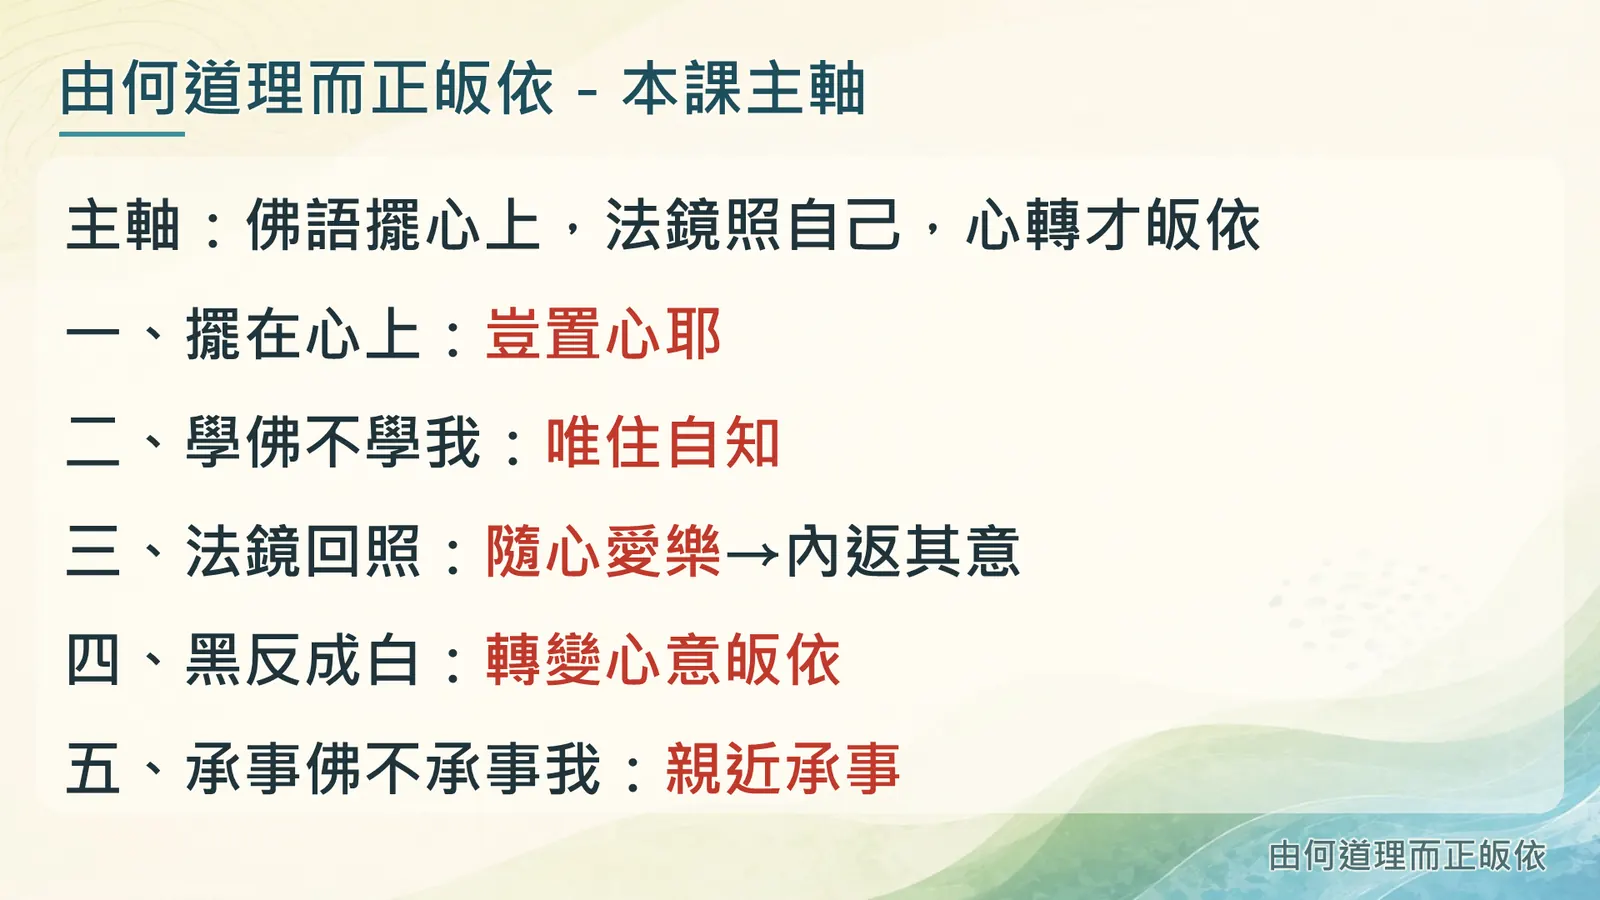 由何道理而正皈依 - 本課主軸
主軸：佛語擺心上，法鏡照自己，心轉才皈依
一、擺在心上：豈置心耶
二、學佛不學我：唯住自知
三、法鏡回照：隨心愛樂→內返其意
四、黑反成白：轉變心意皈依
五、承事佛不承事我：親近承事
由何道理而正皈依